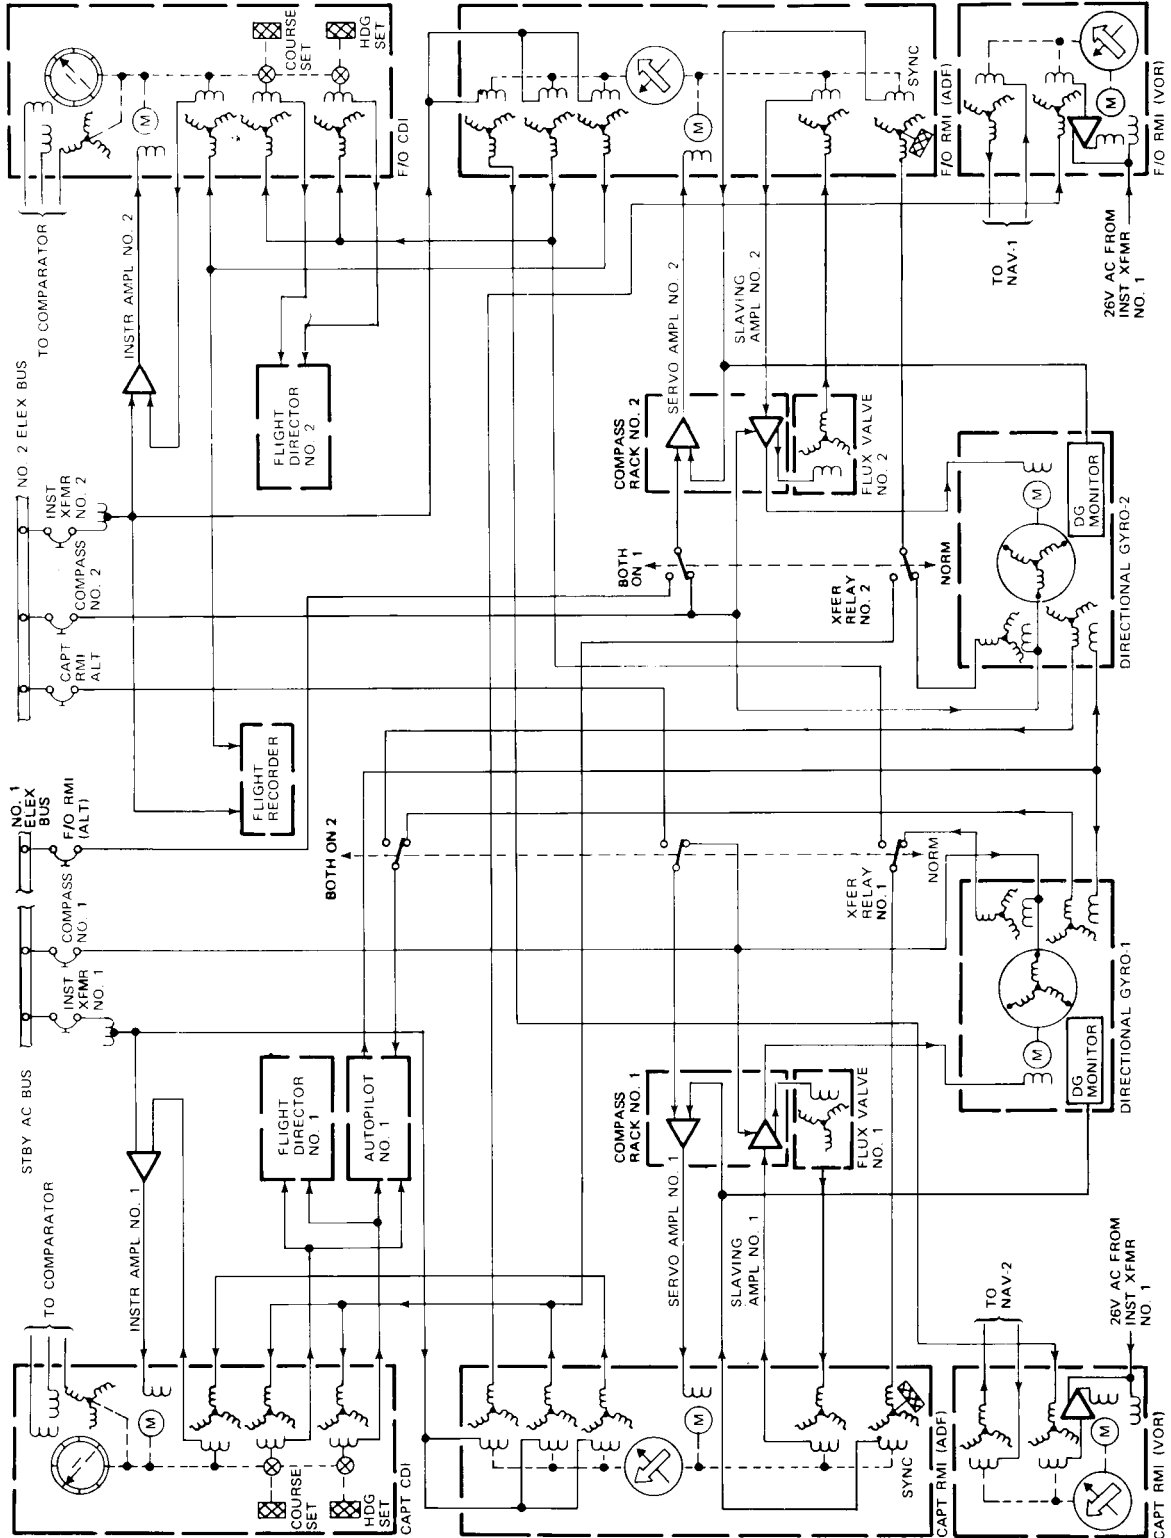 STBY AC BUS
NO. 1
ELEX
BUS
NO. 2 ELEX BUS
INST
XFMR
NO. 1
COMPASS
NO. 1
F/O RMI
(ALT)
CAPT
RMI
ALT
COMPASS
NO. 2
INST
XFMR
NO. 2
TO COMPARATOR
TO COMPARATOR
INSTR AMPL NO. 1
INSTR AMPL NO. 2
M
COURSE
SET
HDG
SET
CAPT CDI
M
COURSE
SET
HDG
SET
F/O CDI
FLIGHT
DIRECTOR
NO. 1
AUTOPILOT
NO. 1
FLIGHT
RECORDER
FLIGHT
DIRECTOR
NO. 2
BOTH ON 2
XFER
RELAY
NO. 1
NORM
BOTH
ON 1
XFER
RELAY
NO. 2
NORM
COMPASS
RACK NO. 1
FLUX VALVE
NO. 1
SERVO AMPL NO. 1
SLAVING
AMPL NO. 1
COMPASS
RACK NO. 2
FLUX VALVE
NO. 2
SERVO AMPL NO. 2
SLAVING
AMPL NO. 2
M
SYNC
CAPT RMI (ADF)
M
SYNC
F/O RMI (ADF)
M
DG
MONITOR
DIRECTIONAL GYRO-1
M
DG
MONITOR
DIRECTIONAL GYRO-2
TO
NAV-2
26V AC FROM
INST XFMR
NO. 1
M
CAPT RMI (VOR)
TO
NAV-1
26V AC FROM
INST XFMR
NO. 1
M
F/O RMI (VOR)